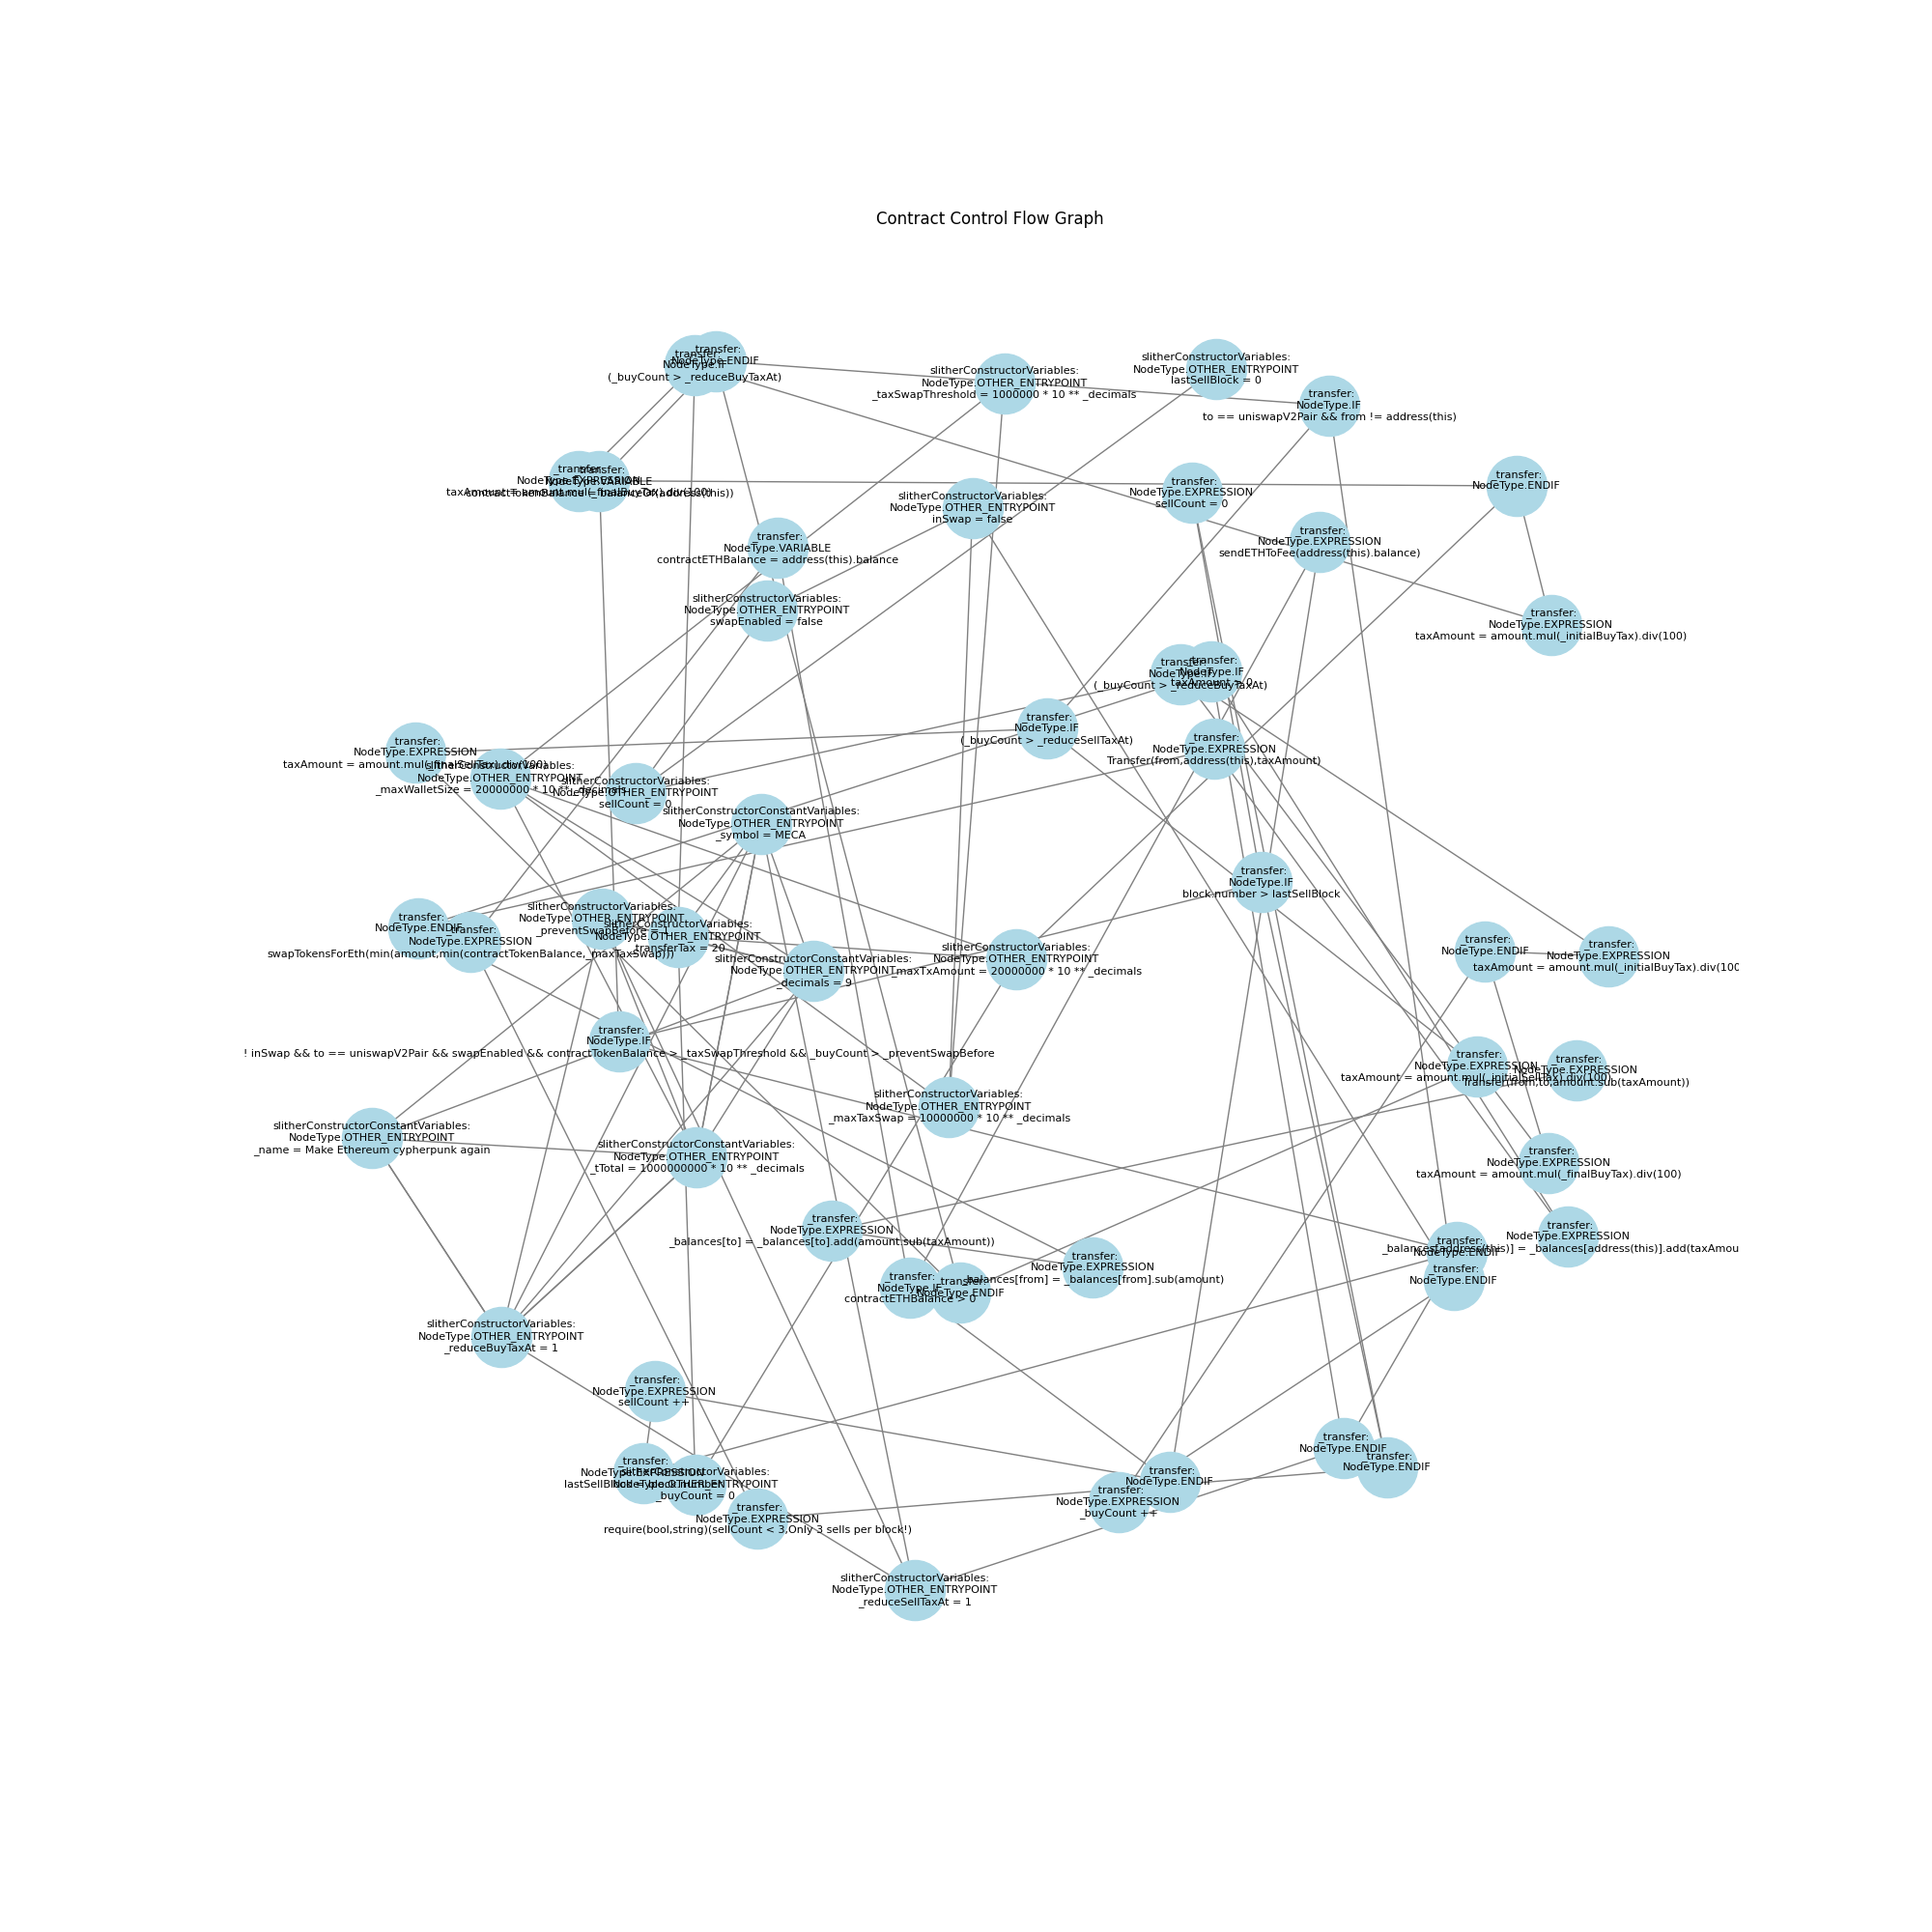 Contract Control Flow Graph
_transfer:
NodeType.ENDIF
_transfer:
NodeType.IF
(_buyCount > _reduceBuyTaxAt)
slitherConstructorVariables:
NodeType.OTHER_ENTRYPOINT
_taxSwapThreshold = 1000000 * 10 ** _decimals
slitherConstructorVariables:
NodeType.OTHER_ENTRYPOINT
lastSellBlock = 0
_transfer:
NodeType.IF
to == uniswapV2Pair && from != address(this)
_transfer:
NodeType.EXPRESSION
taxAmount = amount.mul(_finalBuyTax).div(100)
_transfer:
NodeType.VARIABLE
contractTokenBalance = balanceOf(address(this))
_transfer:
NodeType.ENDIF
_transfer:
NodeType.EXPRESSION
sellCount = 0
slitherConstructorVariables:
NodeType.OTHER_ENTRYPOINT
inSwap = false
_transfer:
NodeType.EXPRESSION
sendETHToFee(address(this).balance)
_transfer:
NodeType.VARIABLE
contractETHBalance = address(this).balance
slitherConstructorVariables:
NodeType.OTHER_ENTRYPOINT
swapEnabled = false
_transfer:
NodeType.EXPRESSION
taxAmount = amount.mul(_initialBuyTax).div(100)
_transfer:
NodeType.IF
(_buyCount > _reduceBuyTaxAt)
_transfer:
NodeType.IF
taxAmount > 0
_transfer:
NodeType.IF
(_buyCount > _reduceSellTaxAt)
_transfer:
NodeType.EXPRESSION
Transfer(from,address(this),taxAmount)
_transfer:
NodeType.EXPRESSION
taxAmount = amount.mul(_finalSellTax).div(100)
slitherConstructorVariables:
NodeType.OTHER_ENTRYPOINT
_maxWalletSize = 20000000 * 10 ** _decimals
slitherConstructorVariables:
NodeType.OTHER_ENTRYPOINT
sellCount = 0
slitherConstructorConstantVariables:
NodeType.OTHER_ENTRYPOINT
_symbol = MECA
_transfer:
NodeType.IF
block.number > lastSellBlock
_transfer:
NodeType.ENDIF
_transfer:
NodeType.EXPRESSION
swapTokensForEth(min(amount,min(contractTokenBalance,_maxTaxSwap)))
slitherConstructorVariables:
NodeType.OTHER_ENTRYPOINT
_preventSwapBefore = 1
slitherConstructorVariables:
NodeType.OTHER_ENTRYPOINT
transferTax = 20
slitherConstructorConstantVariables:
NodeType.OTHER_ENTRYPOINT
_decimals = 9
slitherConstructorVariables:
NodeType.OTHER_ENTRYPOINT
_maxTxAmount = 20000000 * 10 ** _decimals
_transfer:
NodeType.ENDIF
_transfer:
NodeType.EXPRESSION
taxAmount = amount.mul(_initialBuyTax).div(100
_transfer:
NodeType.IF
! inSwap && to == uniswapV2Pair && swapEnabled && contractTokenBalance > _taxSwapThreshold && _buyCount > _preventSwapBefore
_transfer:
NodeType.EXPRESSION
taxAmount = amount.mul(_initialSellTax).div(100)
_transfer:
NodeType.EXPRESSION
Transfer(from,to,amount.sub(taxAmount))
slitherConstructorVariables:
NodeType.OTHER_ENTRYPOINT
_maxTaxSwap = 10000000 * 10 ** _decimals
slitherConstructorConstantVariables:
NodeType.OTHER_ENTRYPOINT
_name = Make Ethereum cypherpunk again
slitherConstructorConstantVariables:
NodeType.OTHER_ENTRYPOINT
_tTotal = 1000000000 * 10 ** _decimals
_transfer:
NodeType.EXPRESSION
taxAmount = amount.mul(_finalBuyTax).div(100)
_transfer:
NodeType.EXPRESSION
_balances[to] = _balances[to].add(amount.sub(taxAmount))
_transfer:
NodeType.EXPRESSION
_balances[address(this)] = _balances[address(this)].add(taxAmou
_transfer:
NodeType.ENDIF
_transfer:
NodeType.ENDIF
_transfer:
NodeType.EXPRESSION
_balances[from] = _balances[from].sub(amount)
_transfer:
NodeType.IF
contractETHBalance > 0
_transfer:
NodeType.ENDIF
slitherConstructorVariables:
NodeType.OTHER_ENTRYPOINT
_reduceBuyTaxAt = 1
_transfer:
NodeType.EXPRESSION
sellCount ++
_transfer:
NodeType.EXPRESSION
lastSellBlock = block.number
slitherConstructorVariables:
NodeType.OTHER_ENTRYPOINT
_buyCount = 0
_transfer:
NodeType.ENDIF
_transfer:
NodeType.ENDIF
_transfer:
NodeType.ENDIF
_transfer:
NodeType.EXPRESSION
_buyCount ++
_transfer:
NodeType.EXPRESSION
require(bool,string)(sellCount < 3,Only 3 sells per block!)
slitherConstructorVariables:
NodeType.OTHER_ENTRYPOINT
_reduceSellTaxAt = 1